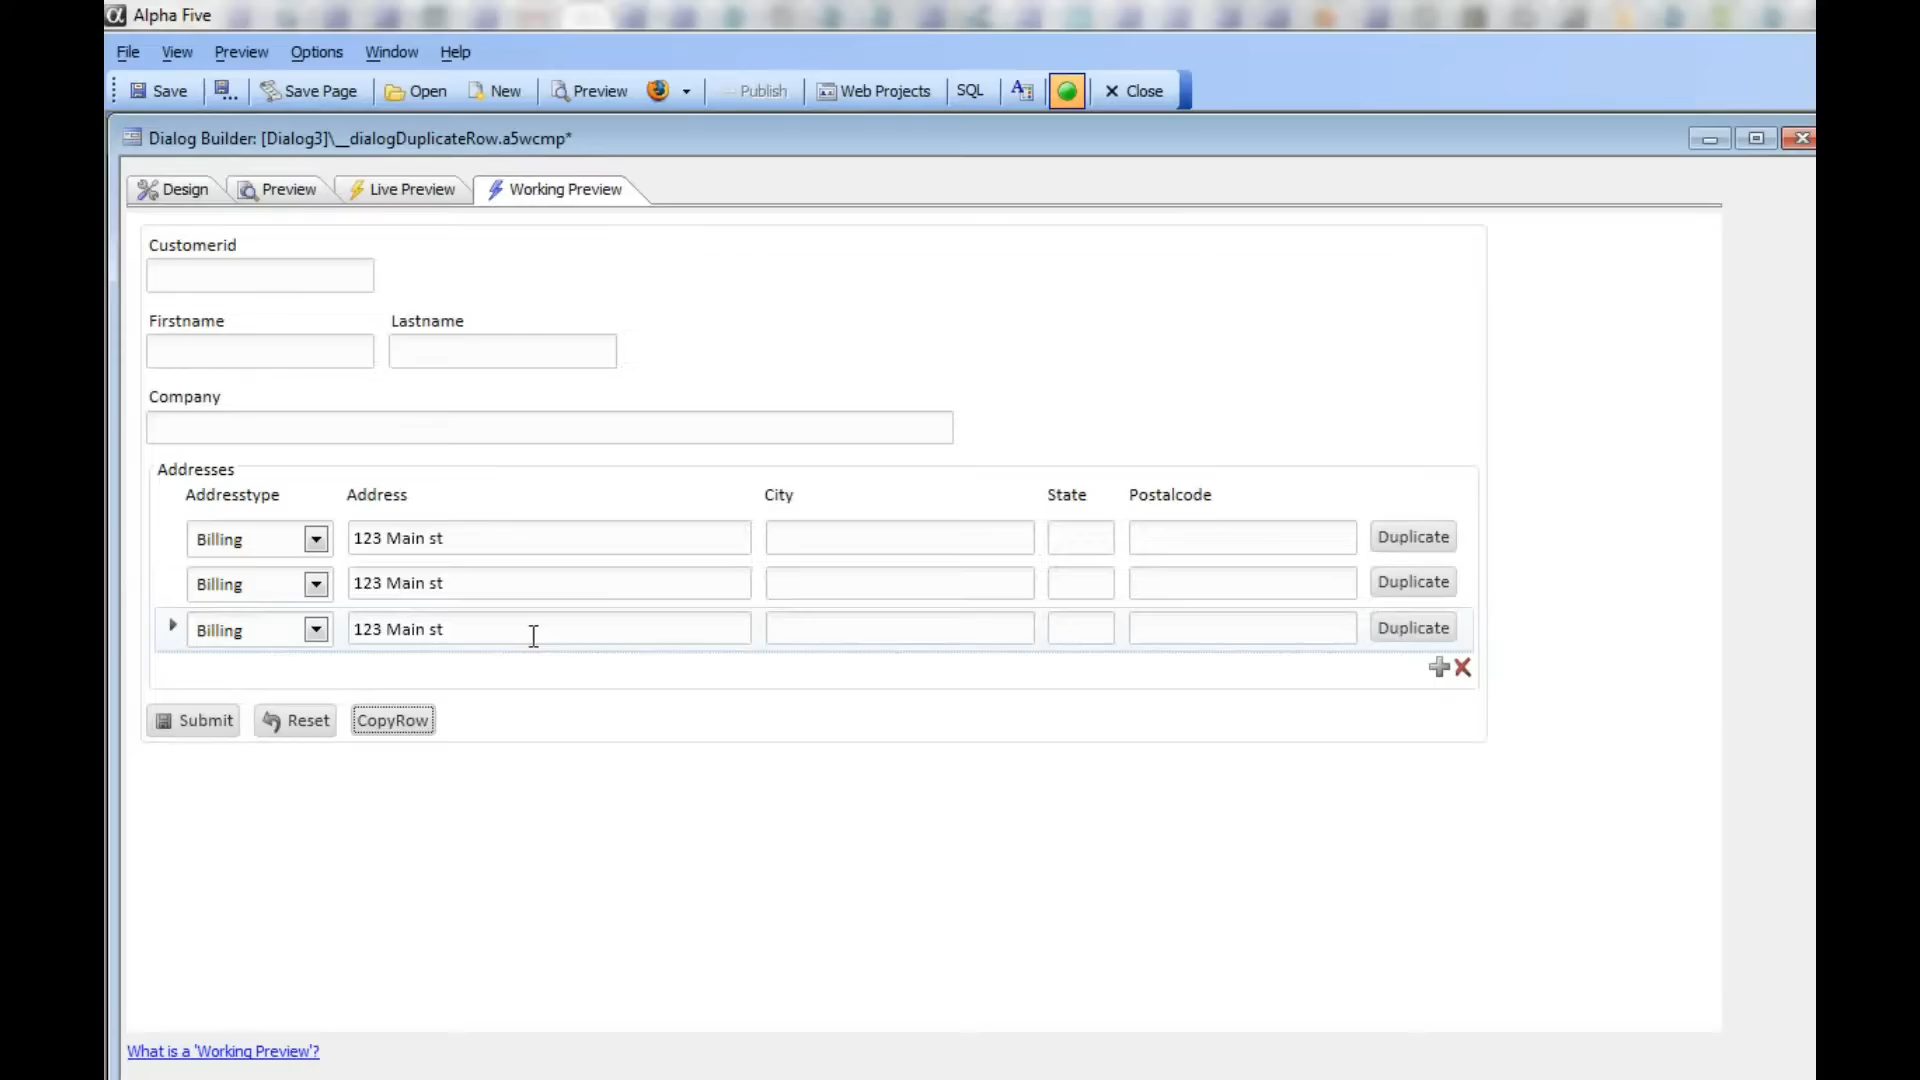 Alpha Five
File View Preview Options Window Help
Save Save Page Open New Preview Publish Web Projects SQL A Close
Dialog Builder: [Dialog3]\__dialogDuplicateRow.a5wcmp*
Design Preview Live Preview Working Preview
Customerid
Firstname Lastname
Company
Addresses
Addresstype Address City State Postalcode
Billing 123 Main st Duplicate
Billing 123 Main st Duplicate
Billing 123 Main st Duplicate
Submit Reset CopyRow
What is a 'Working Preview'?